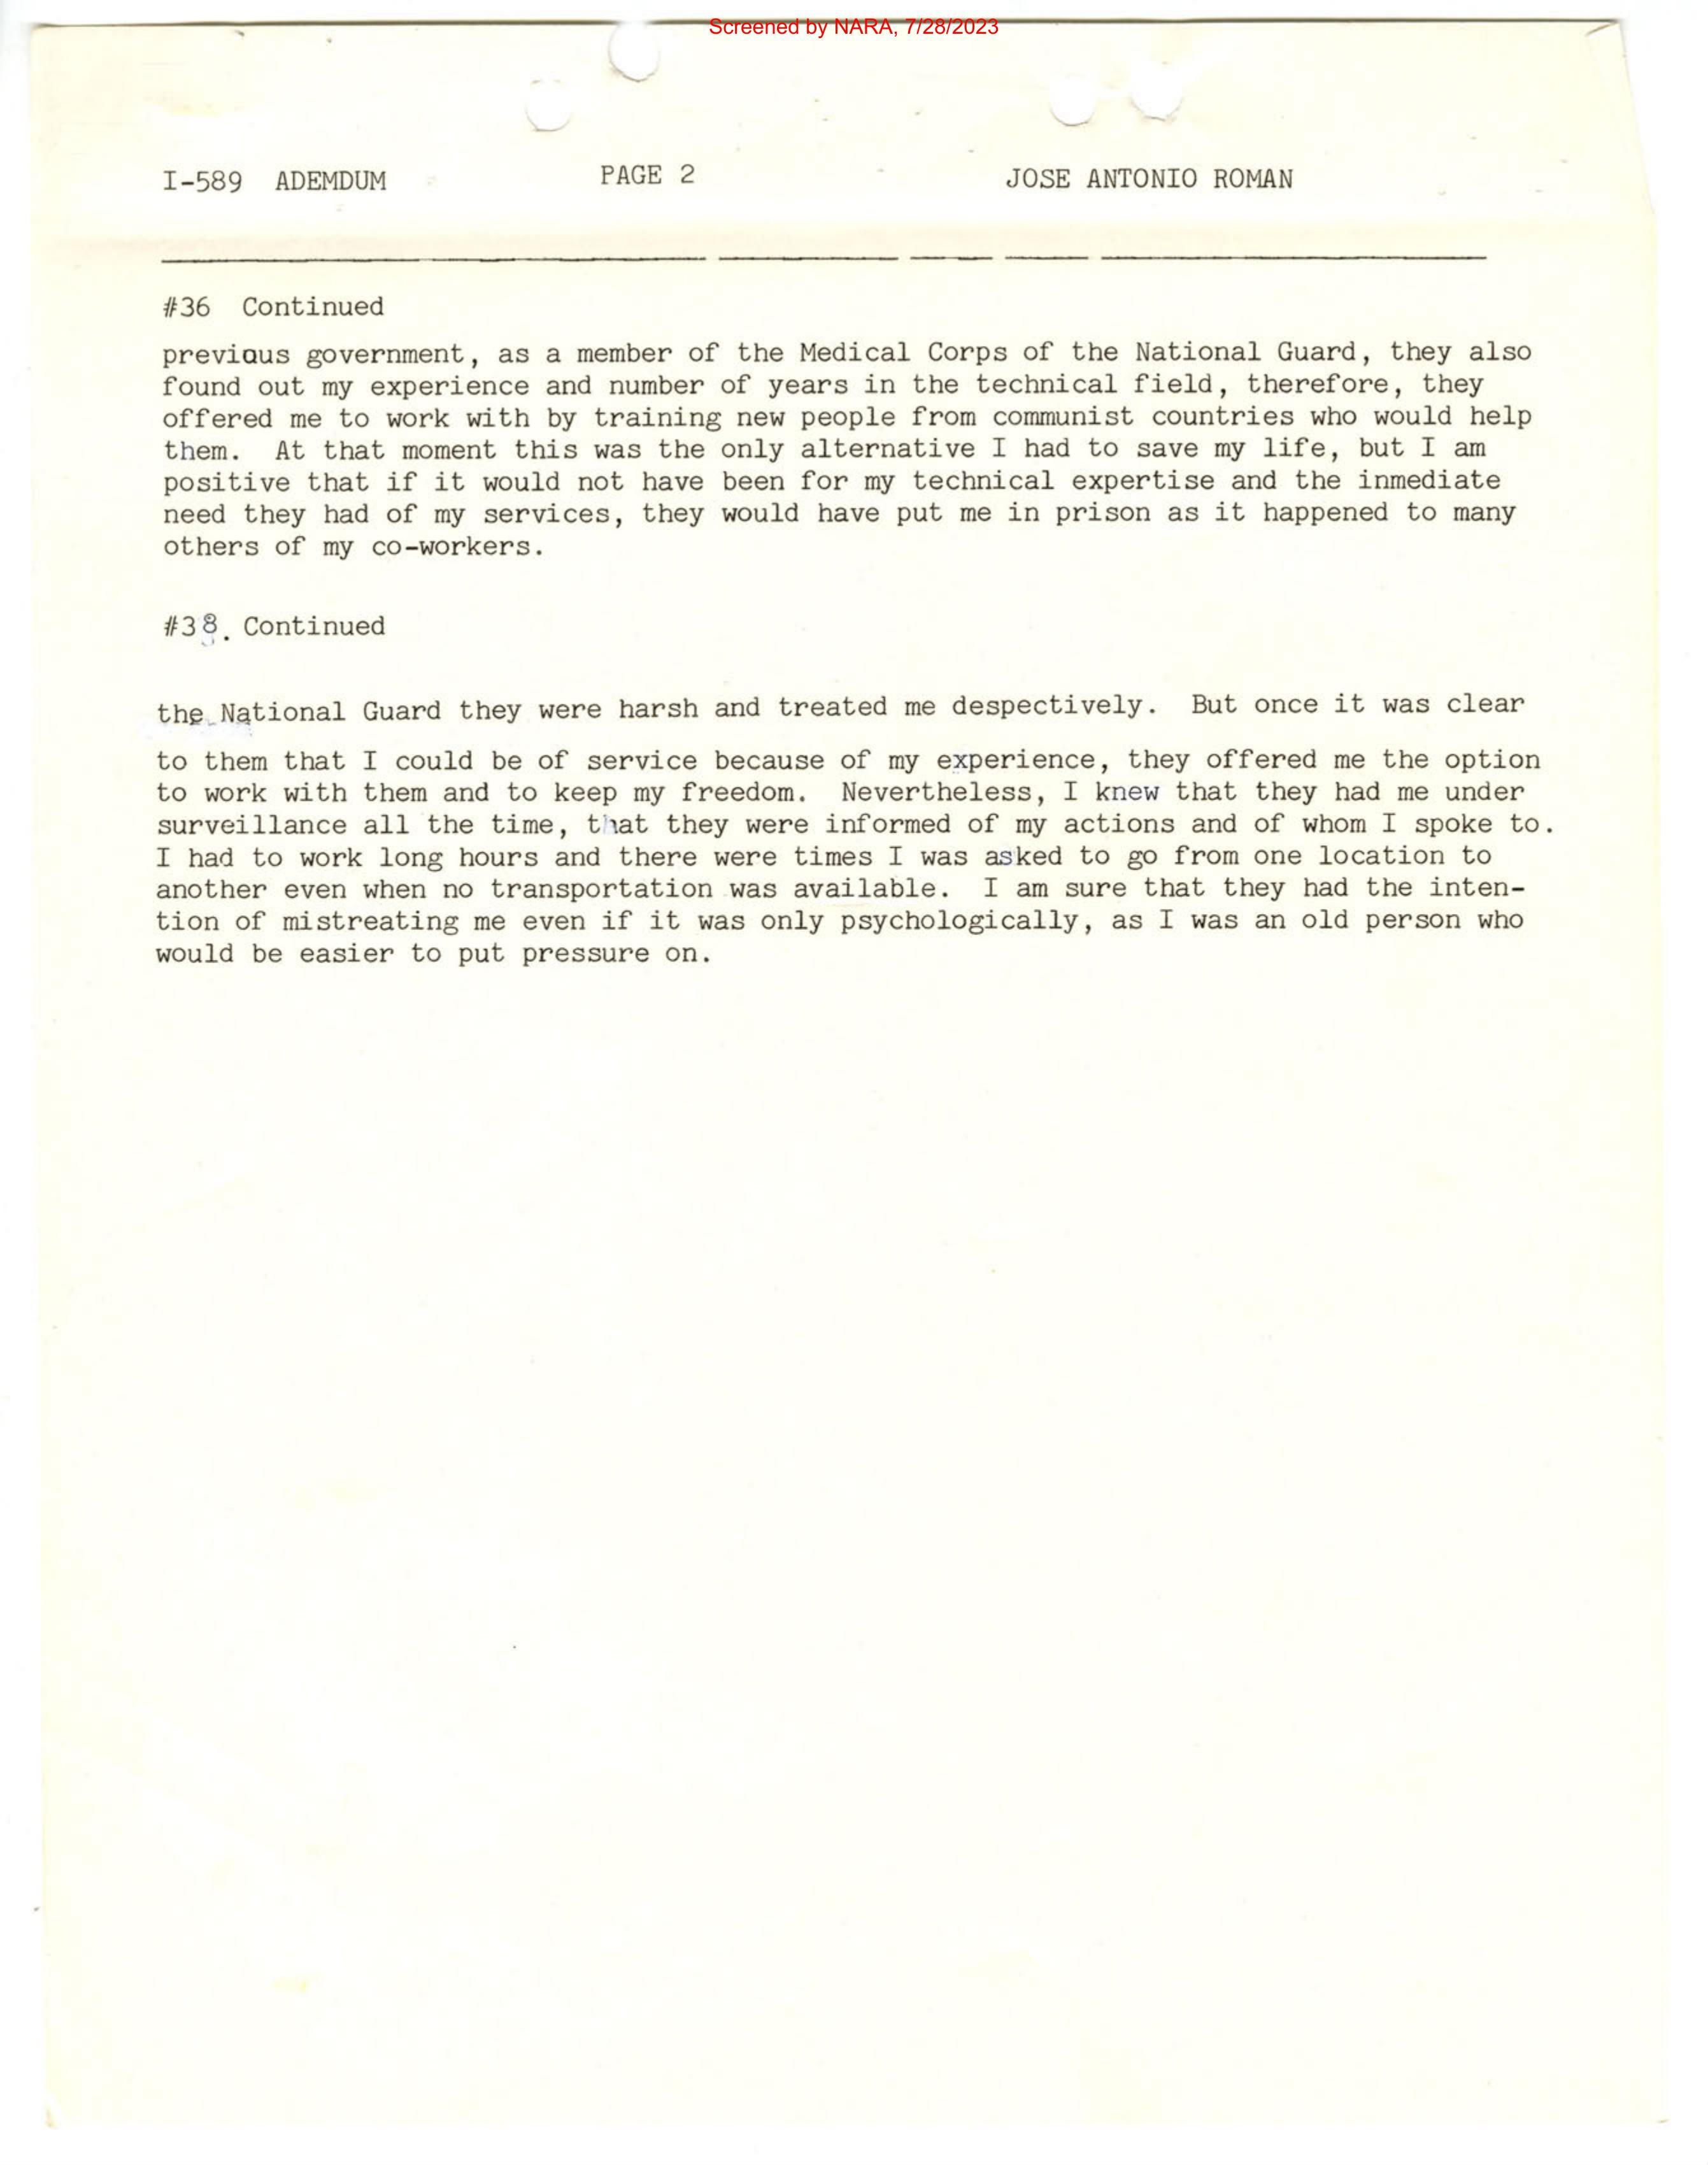 Screened by NARA, 7/28/2023
I-589 ADEMDUM PAGE 2 JOSE ANTONIO ROMAN
#36 Continued
previous government, as a member of the Medical Corps of the National Guard, they also
found out my experience and number of years in the technical field, therefore, they
offered me to work with by training new people from communist countries who would help
them. At that moment this was the only alternative I had to save my life, but I am
positive that if it would not have been for my technical expertise and the inmediate
need they had of my services, they would have put me in prison as it happened to many
others of my co-workers.
#38. Continued
the National Guard they were harsh and treated me despectively. But once it was clear
to them that I could be of service because of my experience, they offered me the option
to work with them and to keep my freedom. Nevertheless, I knew that they had me under
surveillance all the time, that they were informed of my actions and of whom I spoke to.
I had to work long hours and there were times I was asked to go from one location to
another even when no transportation was available. I am sure that they had the inten-
tion of mistreating me even if it was only psychologically, as I was an old person who
would be easier to put pressure on.